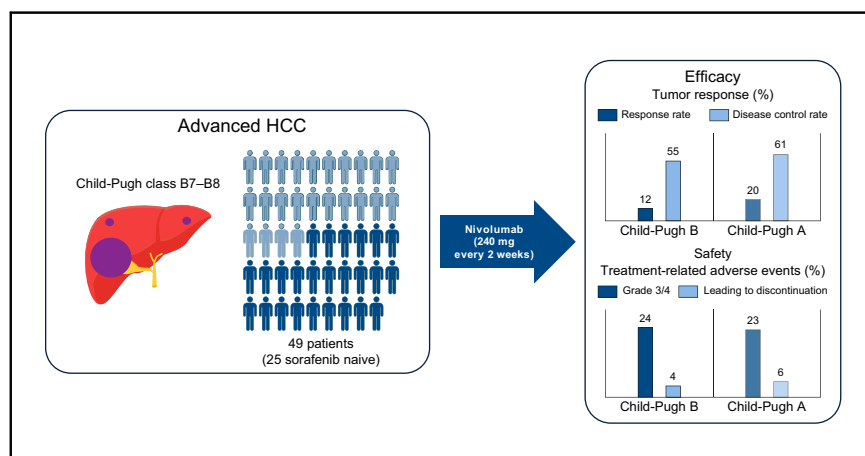 Advanced HCC
Child-Pugh class B7–B8
49 patients
(25 sorafenib naive)
Nivolumab
(240 mg
every 2 weeks)
Efficacy
Tumor response (%)
Response rate Disease control rate
12 55 20 61
Child-Pugh B Child-Pugh A
Safety
Treatment-related adverse events (%)
Grade 3/4 Leading to discontinuation
24 4 23 6
Child-Pugh B Child-Pugh A